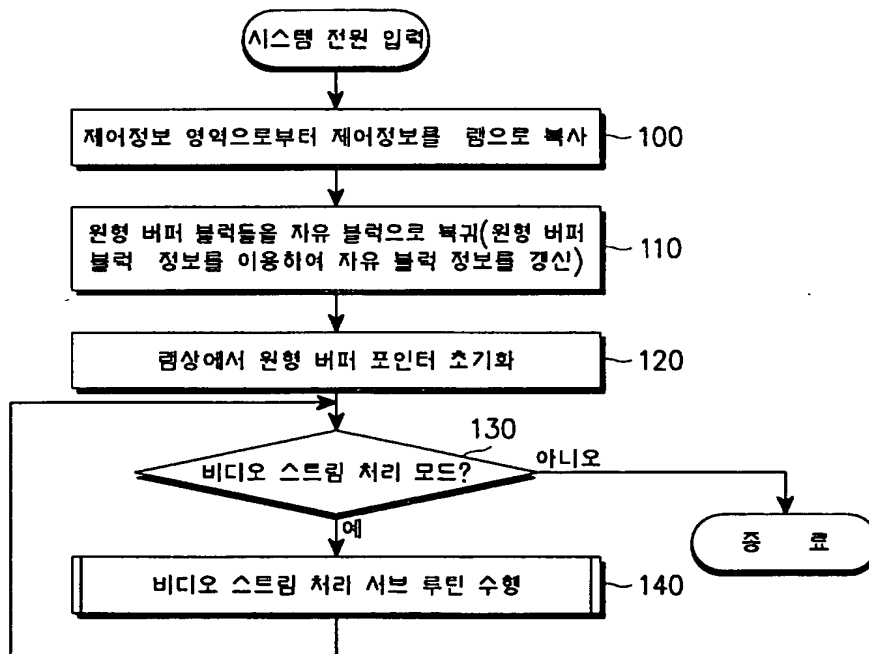 시스템 전원 입력
제어정보 영역으로부터 제어정보를 램으로 복사
100
원형 버퍼 블럭들을 자유 블럭으로 복귀(원형 버퍼
블럭 정보를 이용하여 자유 블럭 정보를 갱신)
110
램상에서 원형 버퍼 포인터 초기화
120
130
비디오 스트림 처리 모드?
아니오
예
종 료
비디오 스트림 처리 서브 루틴 수행
140